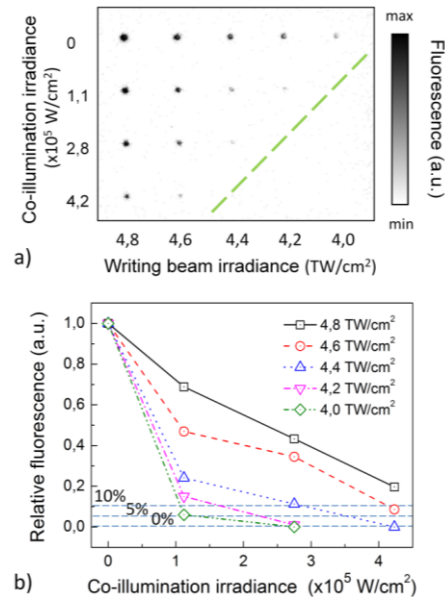 max
Fluorescence (a.u.)
min
Co-illumination irradiance
(x10⁵ W/cm²)
0
1,1
2,8
4,2
4,8 4,6 4,4 4,2 4,0
a) Writing beam irradiance (TW/cm²)
Relative fluorescence (a.u.)
1,0
0,8
0,6
0,4
0,2
0,0
4,8 TW/cm²
4,6 TW/cm²
4,4 TW/cm²
4,2 TW/cm²
4,0 TW/cm²
10%
5%
0%
0 1 2 3 4
b) Co-illumination irradiance (x10⁵ W/cm²)